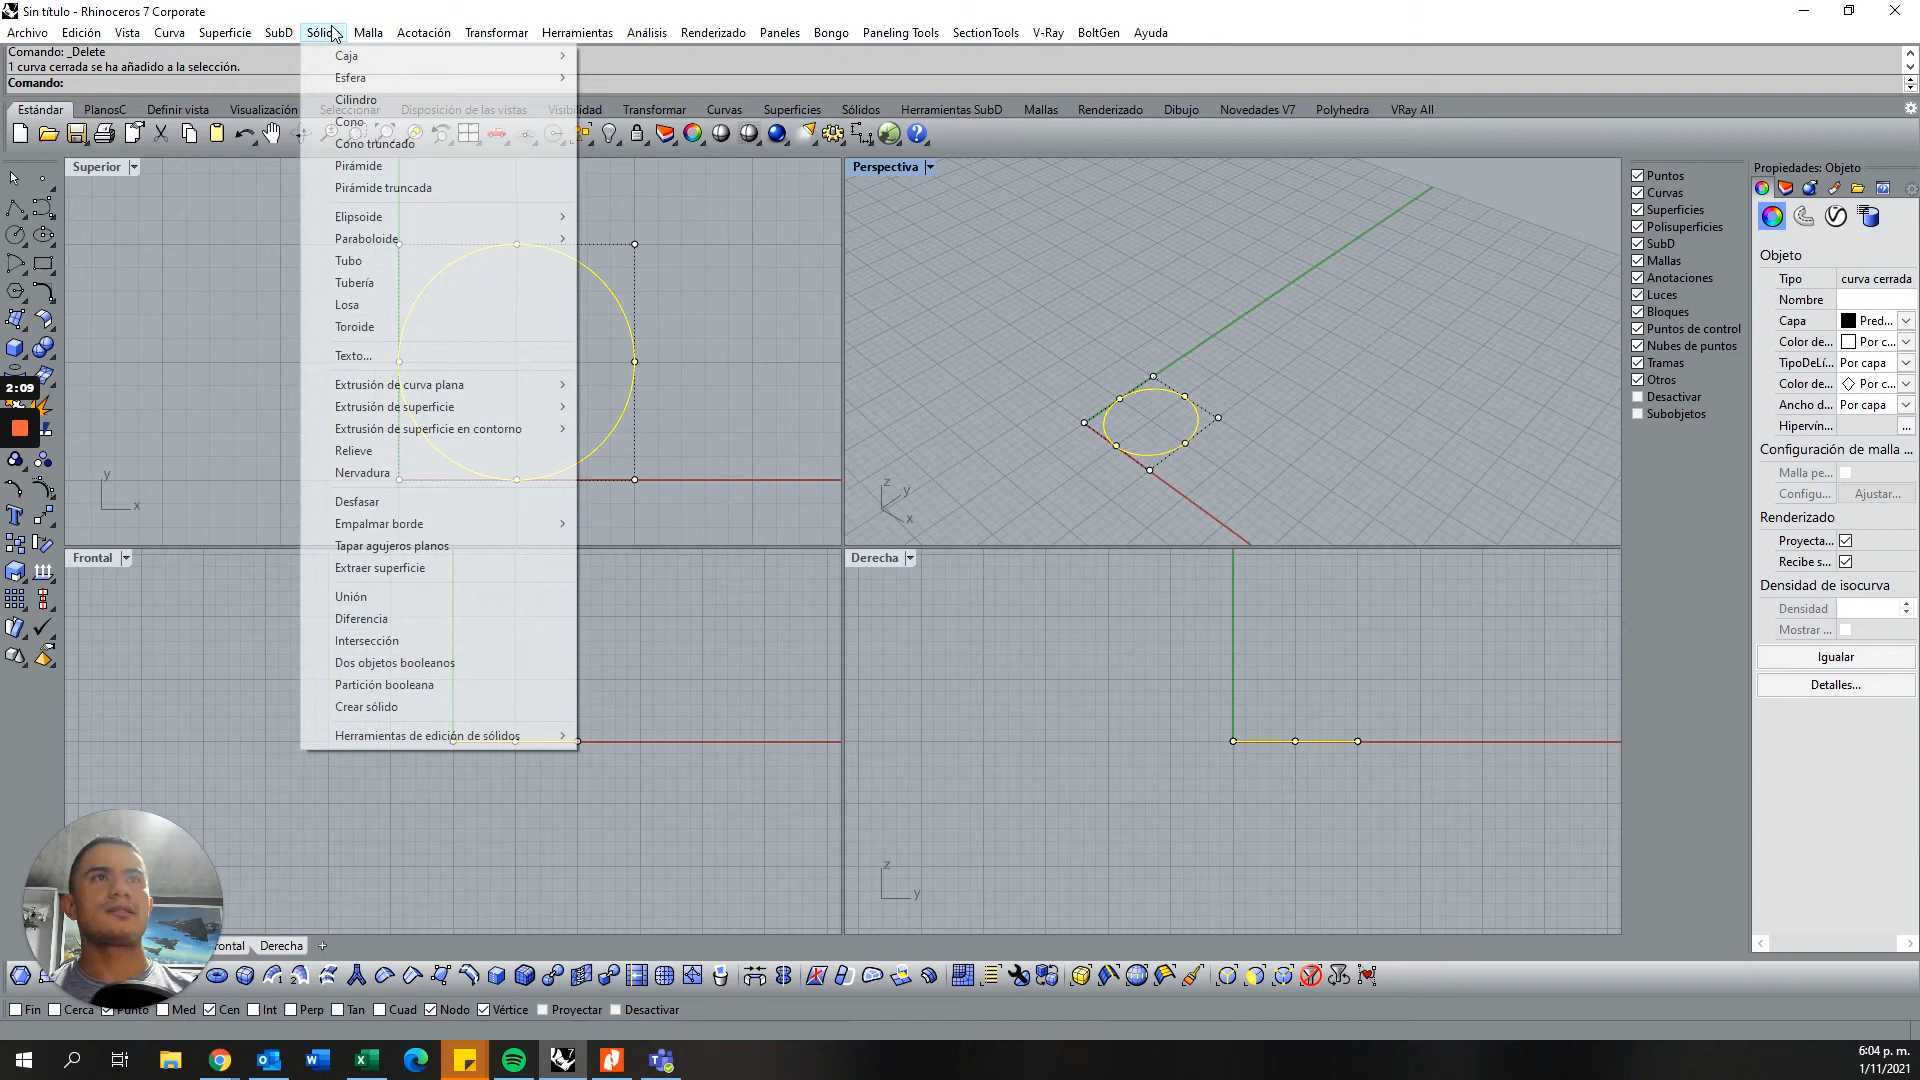 Sin título - Rhinoceros 7 Corporate
Archivo Edición Vista Curva Superficie SubD Sólido Malla Acotación Transformar Herramientas Análisis Renderizado Paneles Bongo Paneling Tools SectionTools V-Ray BoltGen Ayuda
Comando: _Delete
1 curva cerrada se ha añadido a la selección.
Comando:
Estándar PlanosC Definir vista Visualización Seleccionar Disposición de las vistas Visibilidad Transformar Curvas Superficies Sólidos Herramientas SubD Mallas Renderizado Dibujo Novedades V7 Polyhedra VRay All
Caja
Esfera
Cilindro
Cono
Cono truncado
Pirámide
Pirámide truncada
Elipsoide
Paraboloide
Tubo
Tubería
Losa
Toroide
Texto...
Extrusión de curva plana
Extrusión de superficie
Extrusión de superficie en contorno
Relieve
Nervadura
Desfasar
Empalmar borde
Tapar agujeros planos
Extraer superficie
Unión
Diferencia
Intersección
Dos objetos booleanos
Partición booleana
Crear sólido
Herramientas de edición de sólidos
Superior
y
x
Perspectiva
z
y
x
Frontal
Derecha
z
y
2:09
Puntos
Curvas
Superficies
Polisuperficies
SubD
Mallas
Anotaciones
Luces
Bloques
Puntos de control
Nubes de puntos
Tramas
Otros
Desactivar
Subobjetos
Propiedades: Objeto
Objeto
Tipo curva cerrada
Nombre
Capa Pred...
Color de... Por c...
TipoDeLí... Por capa
Color de... Por c...
Ancho d... Por capa
Hipervín... ...
Configuración de malla ...
Malla pe...
Configu... Ajustar...
Renderizado
Proyecta...
Recibe s...
Densidad de isocurva
Densidad
Mostrar ...
Igualar
Detalles...
rontal Derecha
Fin Cerca Punto Med Cen Int Perp Tan Cuad Nodo Vértice Proyectar Desactivar
6:04 p. m.
1/11/2021